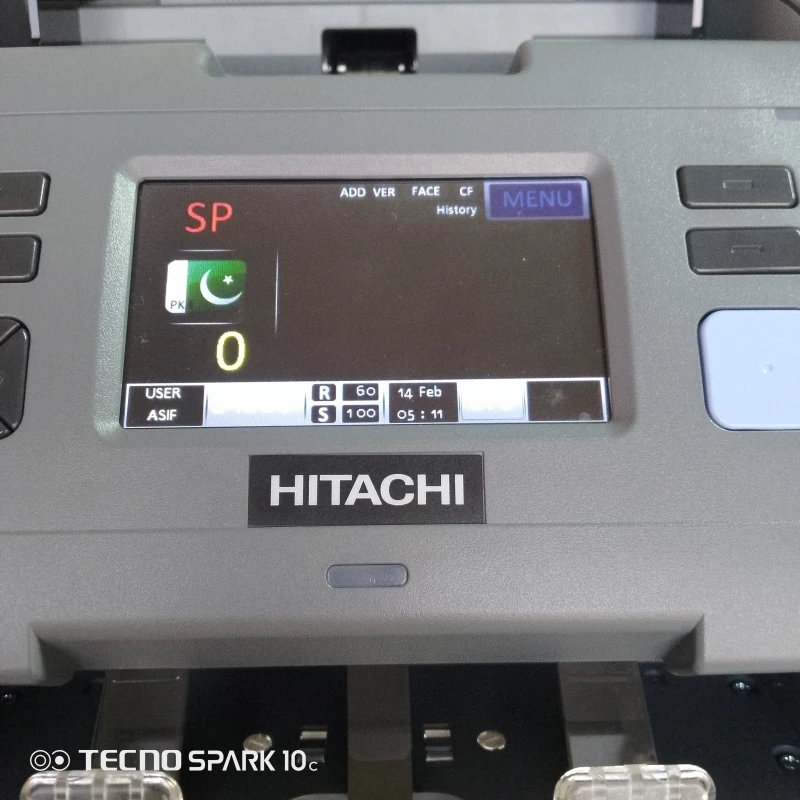 ADD VER FACE CF MENU
History
SP
PK
0
USER R 60 14 Feb
ASIF S 100 05 : 11
HITACHI
TECNO SPARK 10C